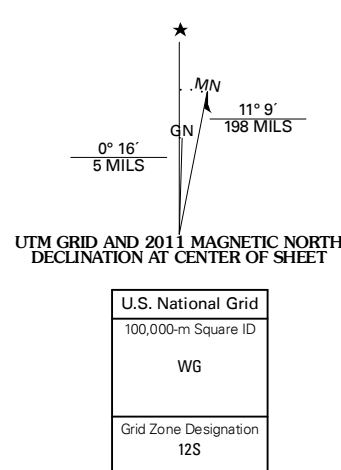 ★
MN
GN
11° 9´
198 MILS
0° 16´
5 MILS
UTM GRID AND 2011 MAGNETIC NORTH
DECLINATION AT CENTER OF SHEET
U.S. National Grid
100,000-m Square ID
WG
Grid Zone Designation
12S